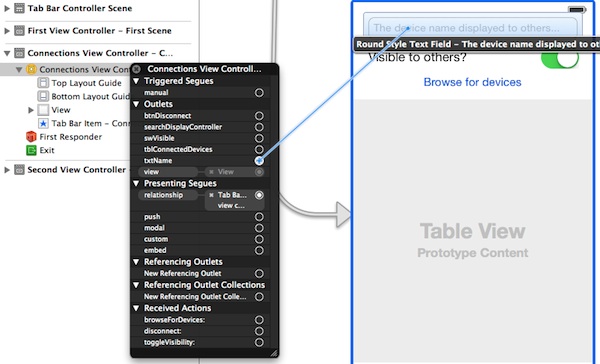 Tab Bar Controller Scene
First View Controller – First Scene
Connections View Controller – C...
Connections View Cont
Top Layout Guide
Bottom Layout Guid
View
Tab Bar Item – Conn
First Responder
Exit
Second View Controller –
Connections View Controll...
Triggered Segues
manual
Outlets
btnDisconnect
searchDisplayController
swVisible
tblConnectedDevices
txtName
view
View
Presenting Segues
relationship
Tab Ba...
view c...
push
modal
custom
embed
Referencing Outlets
New Referencing Outlet
Referencing Outlet Collections
New Referencing Outlet Colle...
Received Actions
browseForDevices:
disconnect:
toggleVisibility:
The device name displayed to others...
Round Style Text Field – The device name displayed to ot
Visible to others?
Browse for devices
Table View
Prototype Content